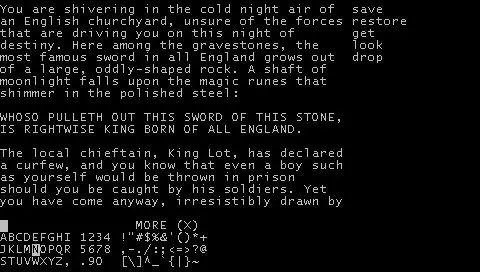 You are shivering in the cold night air of save
an English churchyard, unsure of the forces restore
that are driving you on this night of get
destiny. Here among the gravestones, the look
most famous sword in all England grows out drop
of a large, oddly-shaped rock. A shaft of
moonlight falls upon the magic runes that
shimmer in the polished steel:
WHOSO PULLETH OUT THIS SWORD OF THIS STONE,
IS RIGHTWISE KING BORN OF ALL ENGLAND.
The local chieftain, King Lot, has declared
a curfew, and you know that even a boy such
as yourself would be thrown in prison
should you be caught by his soldiers. Yet
you have come anyway, irresistibly drawn by
MORE (X)
ABCDEFGHI 1234 !"#$%&'()*+
JKLMNOPQR 5678 ,-./:;<=>?@
STUVWXYZ, .90 [\]^_`{|}~